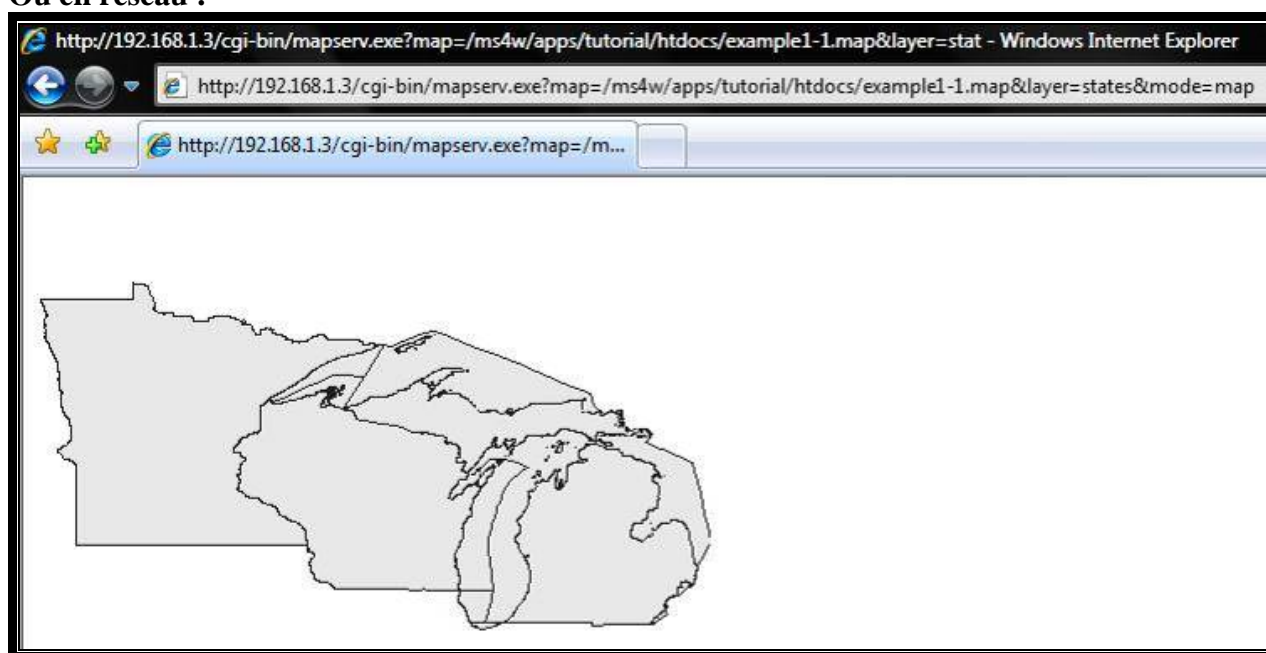 Ou en réseau :
http://192.168.1.3/cgi-bin/mapserv.exe?map=/ms4w/apps/tutorial/htdocs/example1-1.map&layer=stat - Windows Internet Explorer
http://192.168.1.3/cgi-bin/mapserv.exe?map=/ms4w/apps/tutorial/htdocs/example1-1.map&layer=states&mode=map
http://192.168.1.3/cgi-bin/mapserv.exe?map=/m...